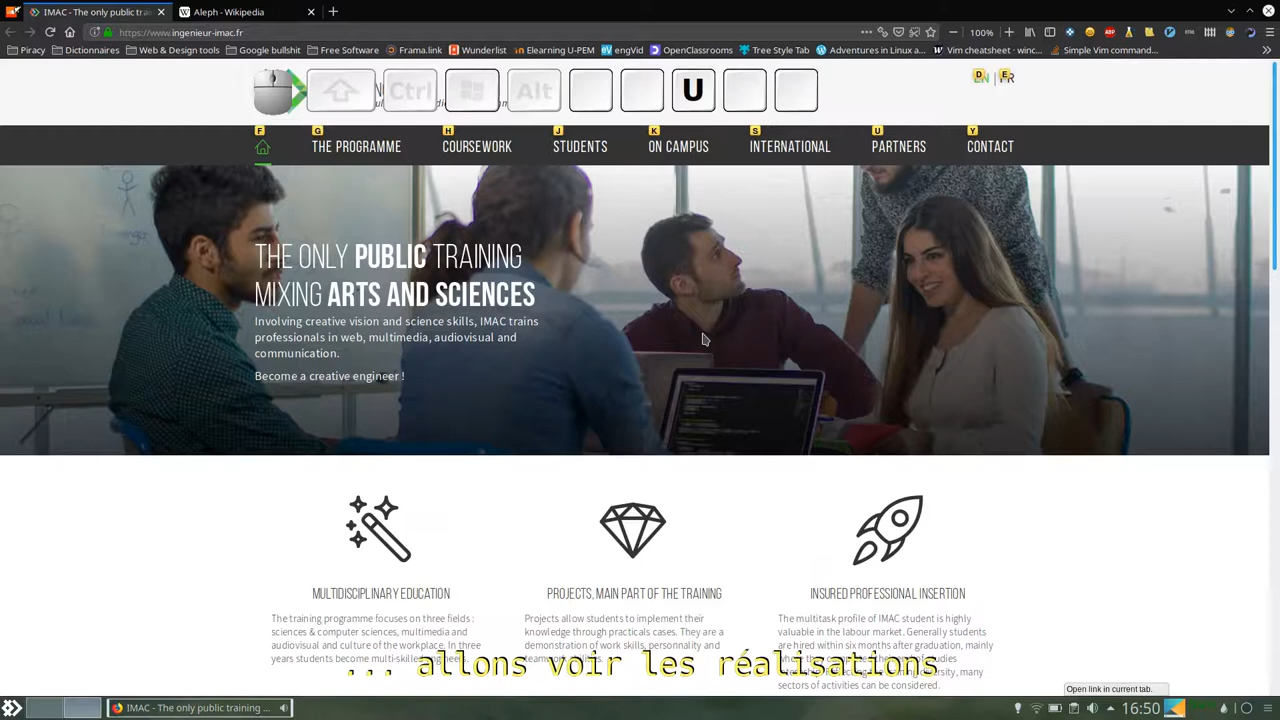 IMAC - The only public trai
Aleph - Wikipedia
https://www.ingenieur-imac.fr
100%
Piracy
Dictionnaires
Web & Design tools
Google bullshit
Free Software
Frama.link
Wunderlist
Elearning U-PEM
engVid
OpenClassrooms
Tree Style Tab
Adventures in Linux a...
Vim cheatsheet - winc...
Simple Vim comman...
Ctrl
Alt
U
D EN | E FR
F G H J K S U Y
THE PROGRAMME COURSEWORK STUDENTS ON CAMPUS INTERNATIONAL PARTNERS CONTACT
THE ONLY PUBLIC TRAINING
MIXING ARTS AND SCIENCES
Involving creative vision and science skills, IMAC trains
professionals in web, multimedia, audiovisual and
communication.
Become a creative engineer !
MULTIDISCIPLINARY EDUCATION
The training programme focuses on three fields :
sciences & computer sciences, multimedia and
audiovisual and culture of the workplace. In three
years students become multi-skilled
PROJECTS, MAIN PART OF THE TRAINING
Projects allow students to implement their
knowledge through practicals cases. They are a
demonstration of work skills, personnality and
INSURED PROFESSIONAL INSERTION
The multitask profile of IMAC student is highly
valuable in the labour market. Generally students
are hired within six months after graduation, mainly
sectors of activities can be considered.
... allons voir les réalisations
Open link in current tab.
IMAC - The only public training ...
16:50